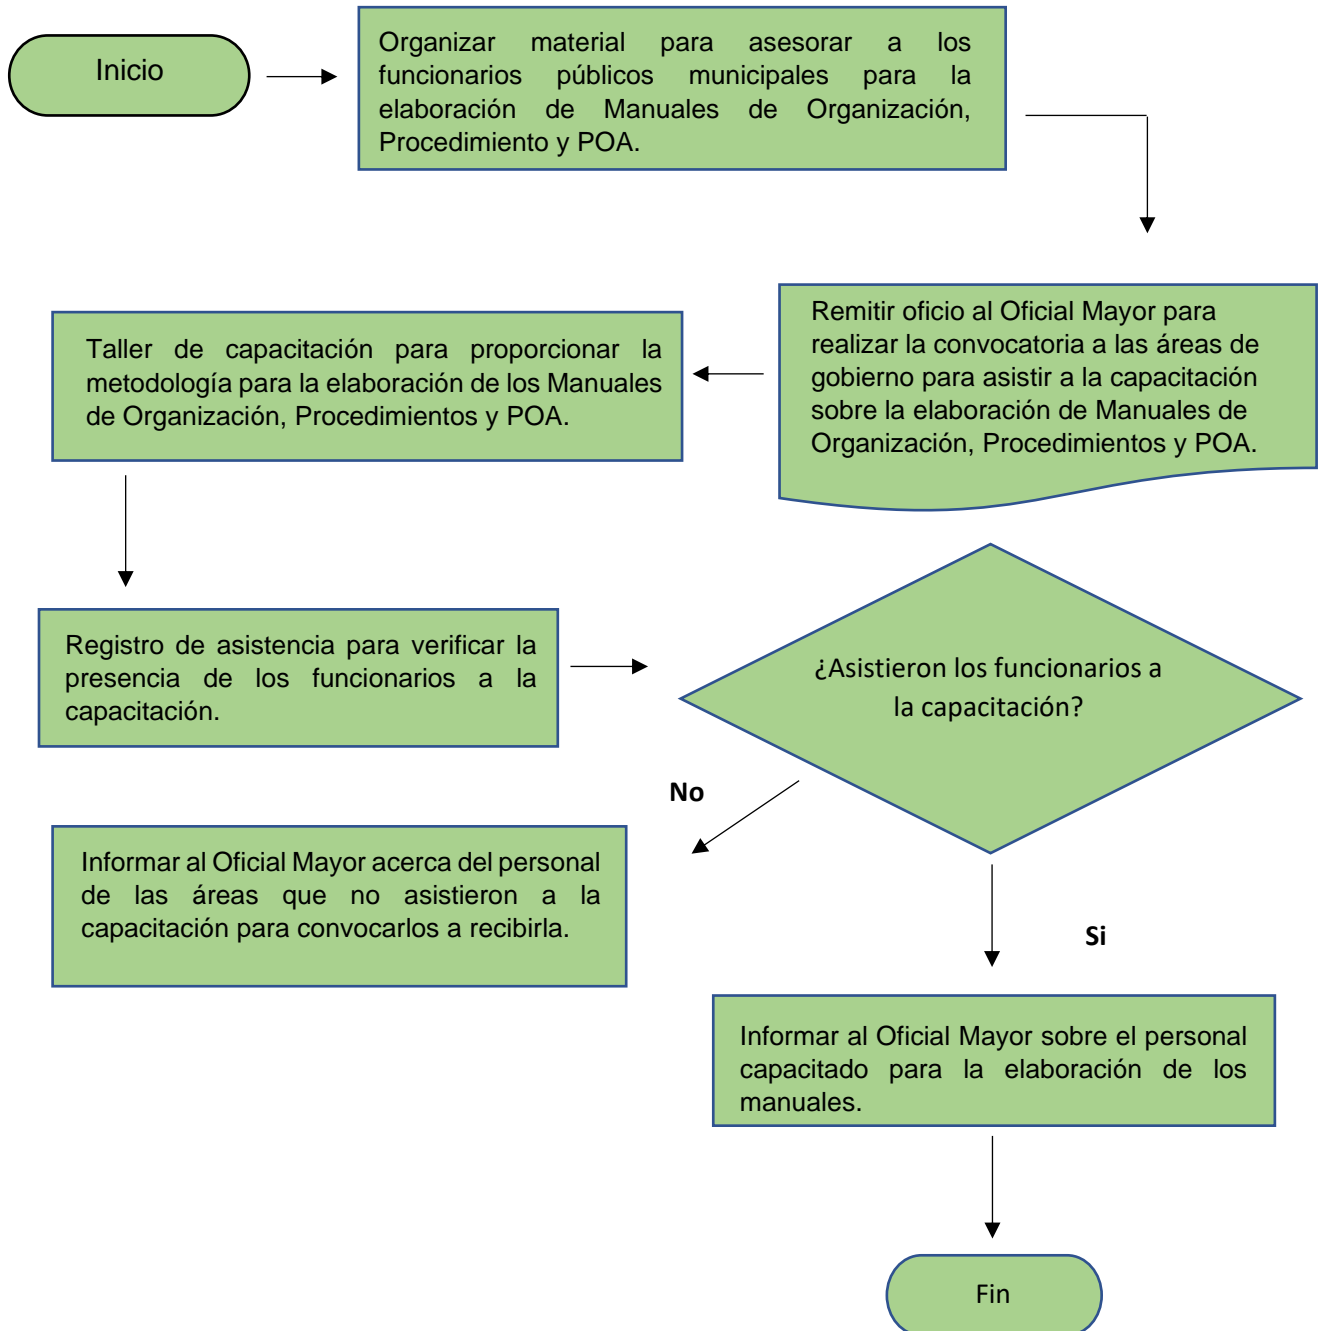 Inicio
Organizar material para asesorar a los
funcionarios públicos municipales para la
elaboración de Manuales de Organización,
Procedimiento y POA.
Remitir oficio al Oficial Mayor para
realizar la convocatoria a las áreas de
gobierno para asistir a la capacitación
sobre la elaboración de Manuales de
Organización, Procedimientos y POA.
Taller de capacitación para proporcionar la
metodología para la elaboración de los Manuales
de Organización, Procedimientos y POA.
Registro de asistencia para verificar la
presencia de los funcionarios a la
capacitación.
¿Asistieron los funcionarios a
la capacitación?
No
Informar al Oficial Mayor acerca del personal
de las áreas que no asistieron a la
capacitación para convocarlos a recibirla.
Si
Informar al Oficial Mayor sobre el personal
capacitado para la elaboración de los
manuales.
Fin